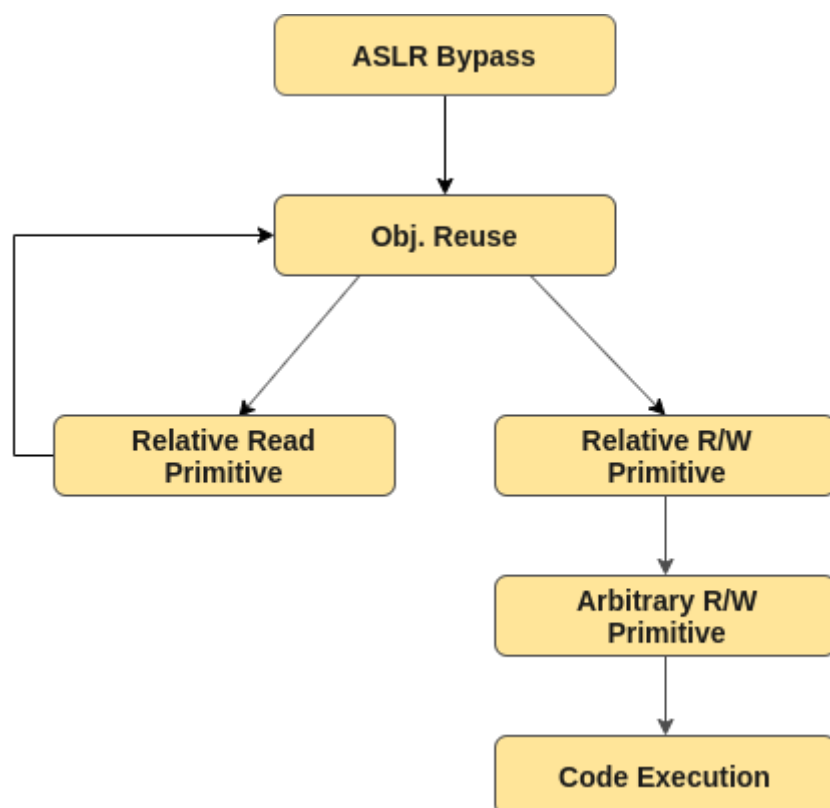 ASLR Bypass
Obj. Reuse
Relative Read
Primitive
Relative R/W
Primitive
Arbitrary R/W
Primitive
Code Execution